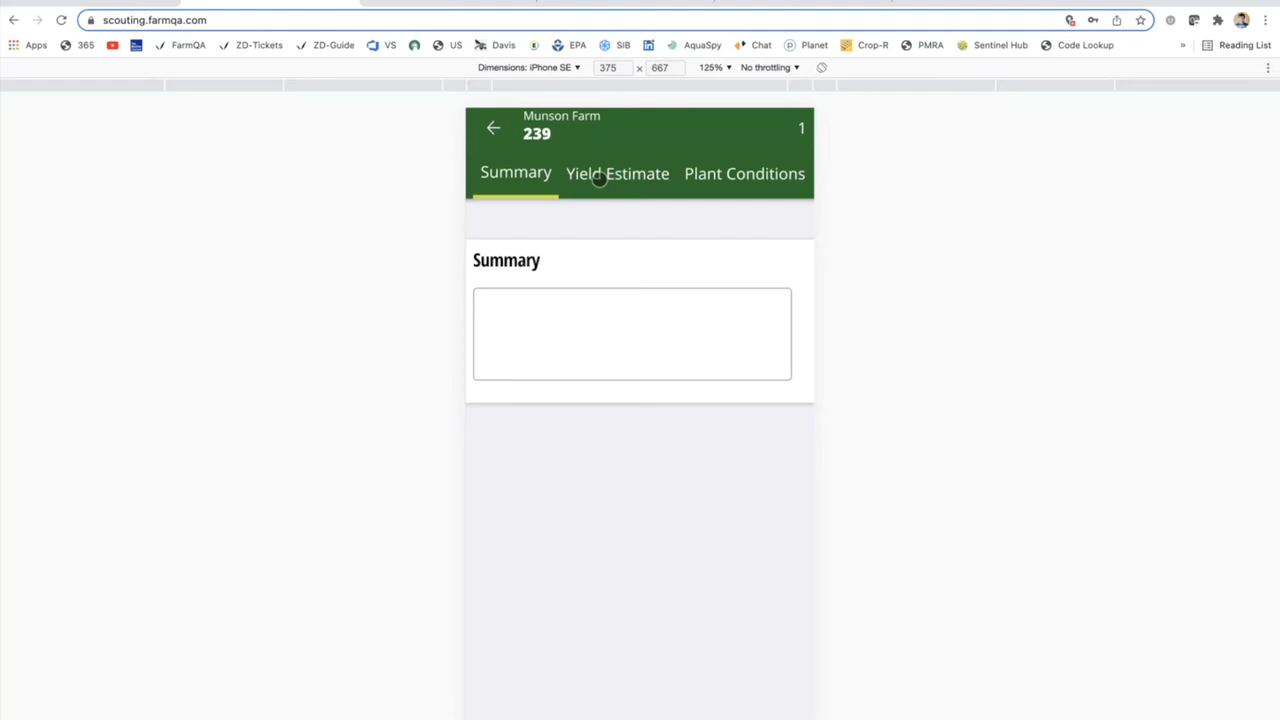 scouting.farmqa.com
Apps 365 FarmQA ZD-Tickets ZD-Guide VS US Davis EPA SIB AquaSpy Chat Planet Crop-R PMRA Sentinel Hub Code Lookup » Reading List
Dimensions: iPhone SE 375 × 667 125% No throttling
Munson Farm
239
1
Summary Yield Estimate Plant Conditions
Summary